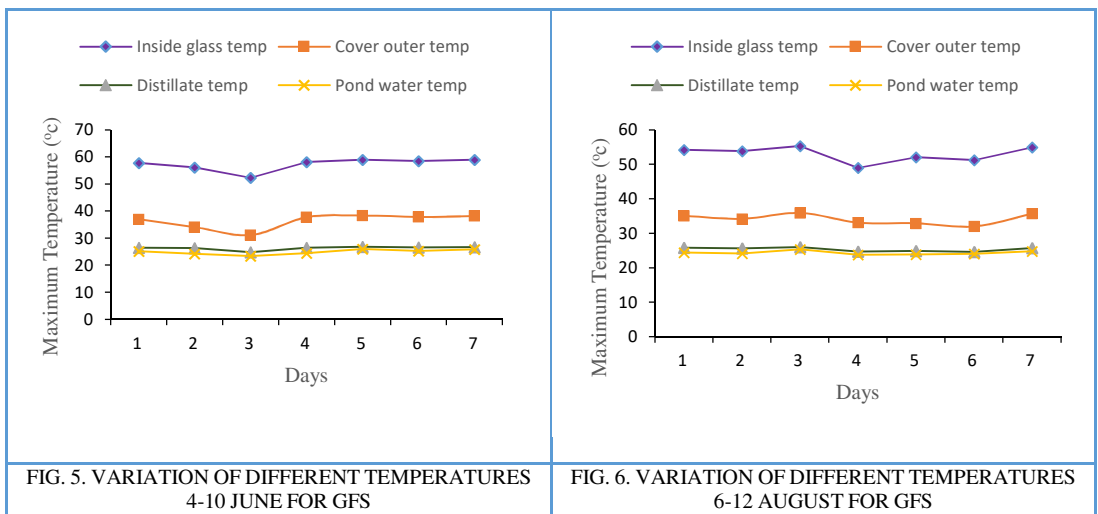 Inside glass temp
Cover outer temp
Distillate temp
Pond water temp
Maximum Temperature (°c)
70
60
50
40
30
20
10
0
1 2 3 4 5 6 7
Days
FIG. 5. VARIATION OF DIFFERENT TEMPERATURES
4-10 JUNE FOR GFS
Inside glass temp
Cover outer temp
Distillate temp
Pond water temp
Maximum Temperature (°c)
60
50
40
30
20
10
0
1 2 3 4 5 6 7
Days
FIG. 6. VARIATION OF DIFFERENT TEMPERATURES
6-12 AUGUST FOR GFS